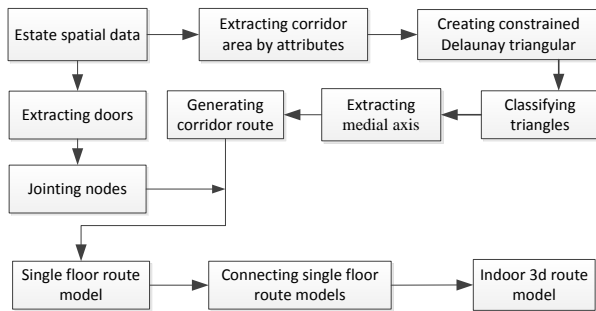 Estate spatial data
Extracting corridor
area by attributes
Creating constrained
Delaunay triangular
Extracting doors
Generating
corridor route
Extracting
medial axis
Classifying
triangles
Jointing nodes
Single floor route
model
Connecting single floor
route models
Indoor 3d route
model